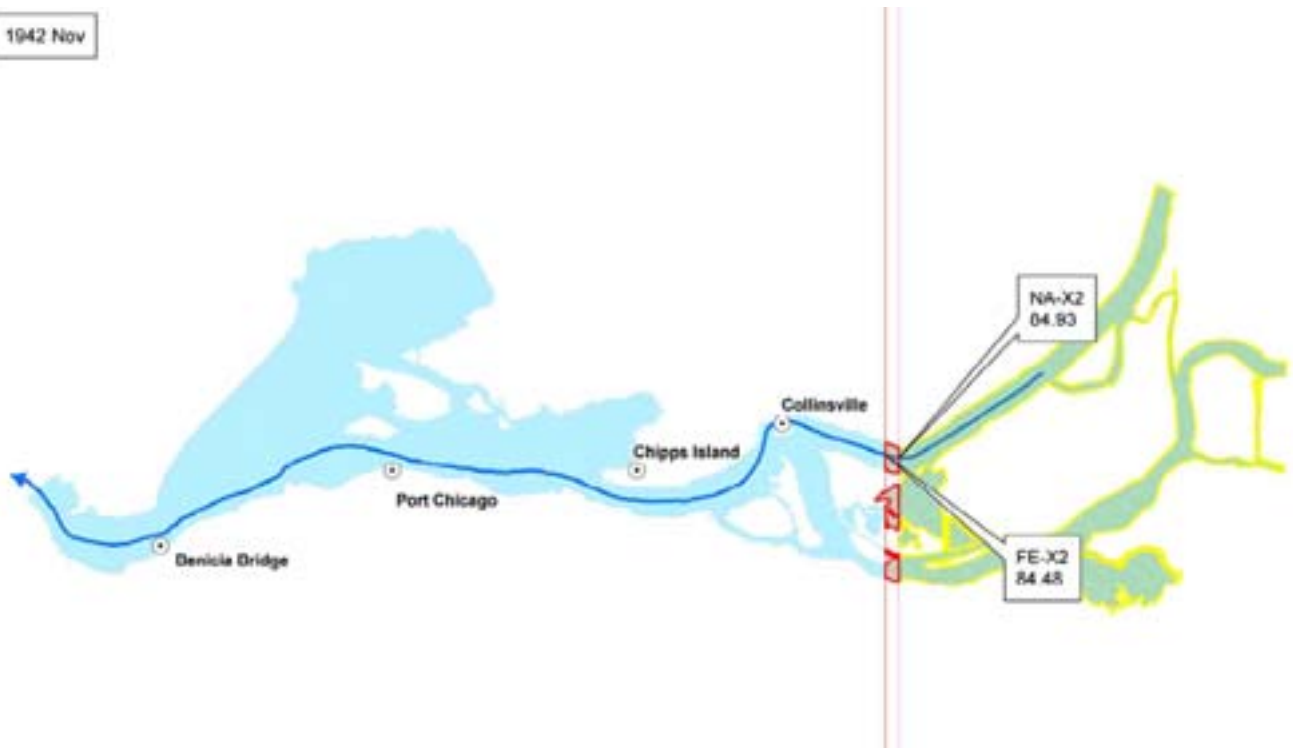 1942 Nov
NA-X2
84.93
Collinsville
Chipps Island
Port Chicago
Benicia Bridge
FE-X2
84.48